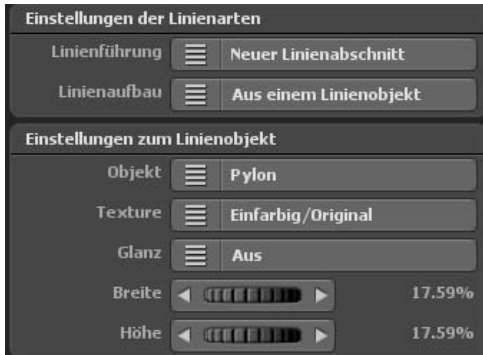 Einstellungen der Linienarten
Linienführung Neuer Linienabschnitt
Linienaufbau Aus einem Linienobjekt
Einstellungen zum Linienobjekt
Objekt Pylon
Texture Einfarbig/Original
Glanz Aus
Breite 17.59%
Höhe 17.59%